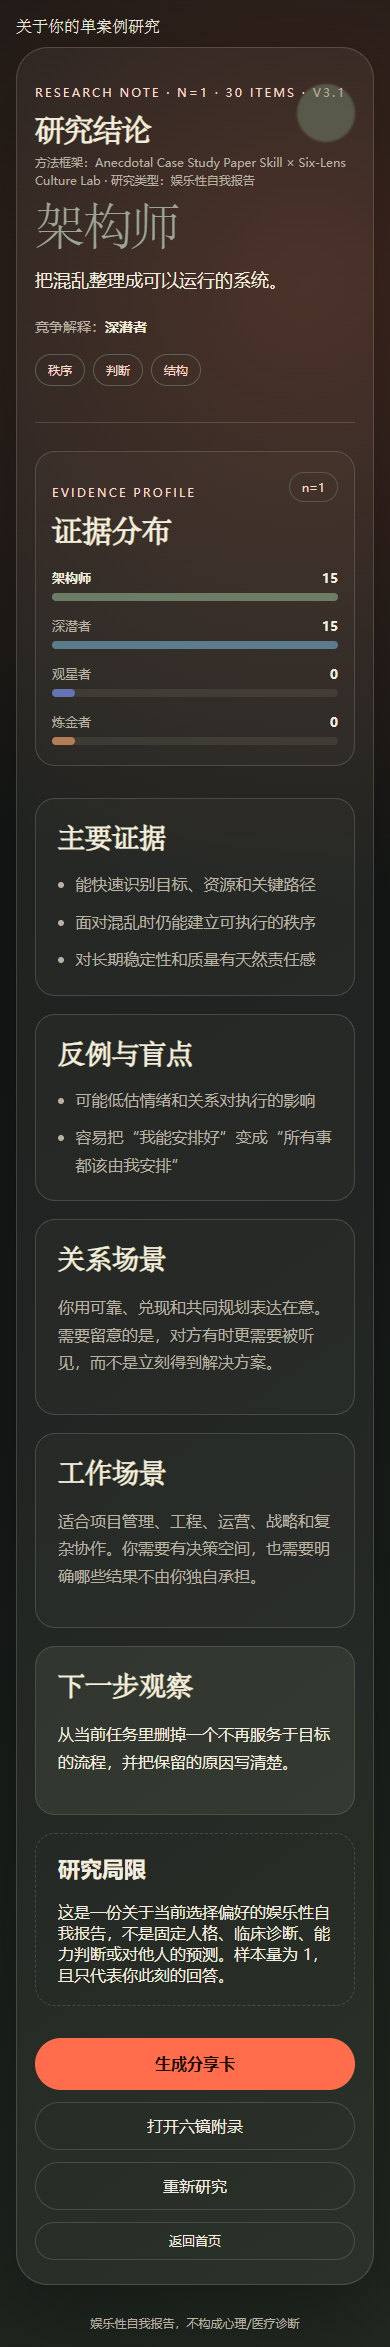 关于你的单案例研究
RESEARCH NOTE · N=1 · 30 ITEMS · V3.1
研究结论
方法框架：Anecdotal Case Study Paper Skill × Six-Lens
Culture Lab · 研究类型：娱乐性自我报告
架构师
把混乱整理成可以运行的系统。
竞争解释：深潜者
秩序 判断 结构
EVIDENCE PROFILE
n=1
证据分布
架构师 15
深潜者 15
观星者 0
炼金者 0
主要证据
• 能快速识别目标、资源和关键路径
• 面对混乱时仍能建立可执行的秩序
• 对长期稳定性和质量有天然责任感
反例与盲点
• 可能低估情绪和关系对执行的影响
• 容易把“我能安排好”变成“所有事
都该由我安排”
关系场景
你用可靠、兑现和共同规划表达在意。
需要留意的是，对方有时更需要被听
见，而不是立刻得到解决方案。
工作场景
适合项目管理、工程、运营、战略和复
杂协作。你需要有决策空间，也需要明
确哪些结果不由你独自承担。
下一步观察
从当前任务里删掉一个不再服务于目标
的流程，并把保留的原因写清楚。
研究局限
这是一份关于当前选择偏好的娱乐性自
我报告，不是固定人格、临床诊断、能
力判断或对他人的预测。样本量为 1，
且只代表你此刻的回答。
生成分享卡
打开六镜附录
重新研究
返回首页
娱乐性自我报告，不构成心理/医疗诊断